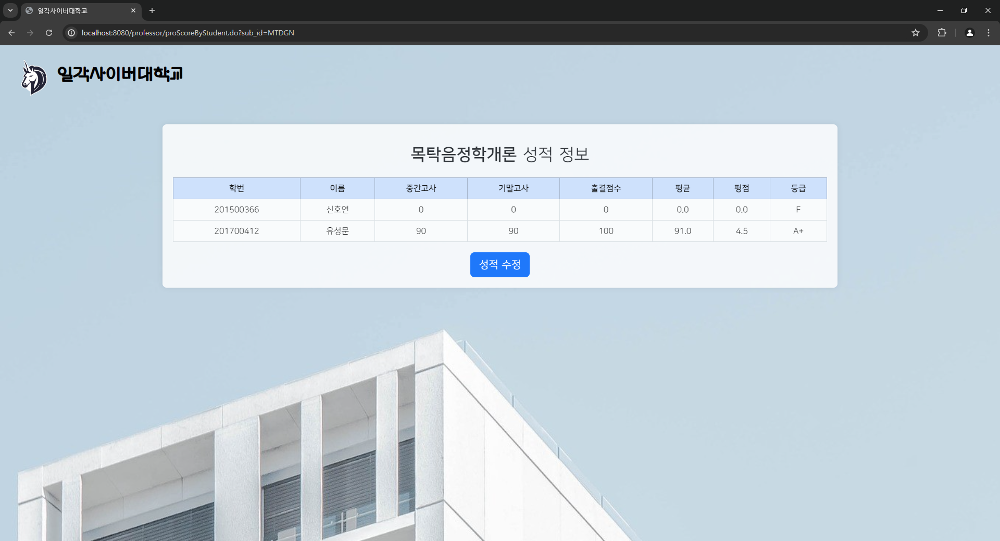 일각사이버대학교
localhost:8080/professor/proScoreByStudent.do?sub_id=MTDGN
일각사이버대학교
목탁음정학개론 성적 정보
학번 이름 중간고사 기말고사 출결점수 평균 평점 등급
201500366 신호연 0 0 0 0.0 0.0 F
201700412 유성문 90 90 100 91.0 4.5 A+
성적 수정